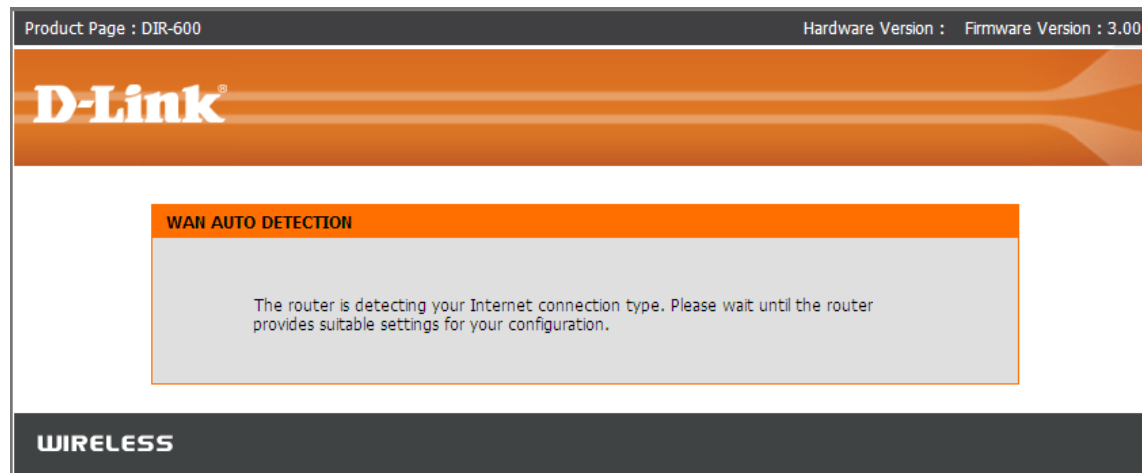 Product Page : DIR-600 Hardware Version : Firmware Version : 3.00
D-Link®
WAN AUTO DETECTION
The router is detecting your Internet connection type. Please wait until the router
provides suitable settings for your configuration.
WIRELESS